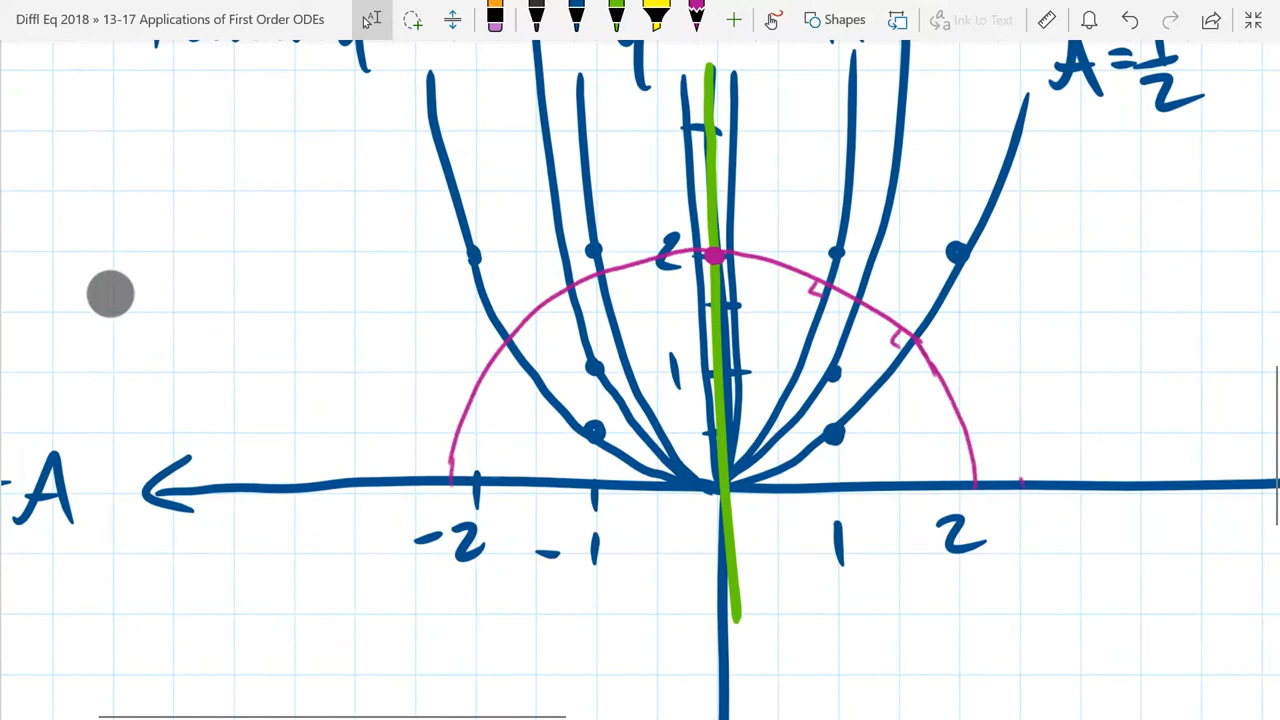 Diffl Eq 2018 » 13-17 Applications of First Order ODEs
Shapes
Ink to Text
A = 1/2
2
1
-A
-2 -1 1 2